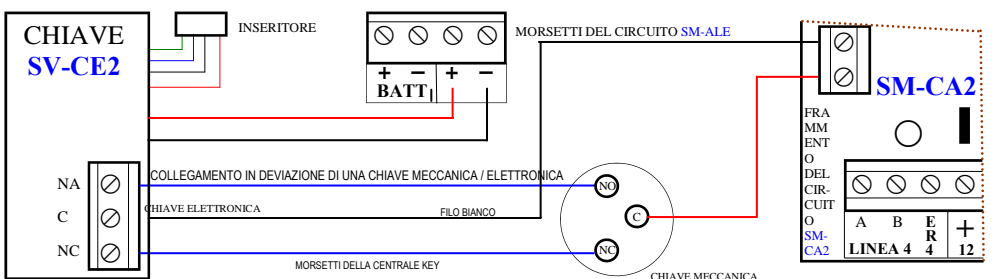 CHIAVE
SV-CE2
INSERITORE
MORSETTI DEL CIRCUITO SM-ALE
+ − + −
BATT
SM-CA2
FRA
MM
ENT
O
DEL
CIR-
CUIT
O
SM-
CA2
A B E R 4 +
LINEA 4 12
NA
C
NC
COLLEGAMENTO IN DEVIAZIONE DI UNA CHIAVE MECCANICA / ELETTRONICA
CHIAVE ELETTRONICA
FILO BIANCO
MORSETTI DELLA CENTRALE KEY
NO
C
NC
CHIAVE MECCANICA